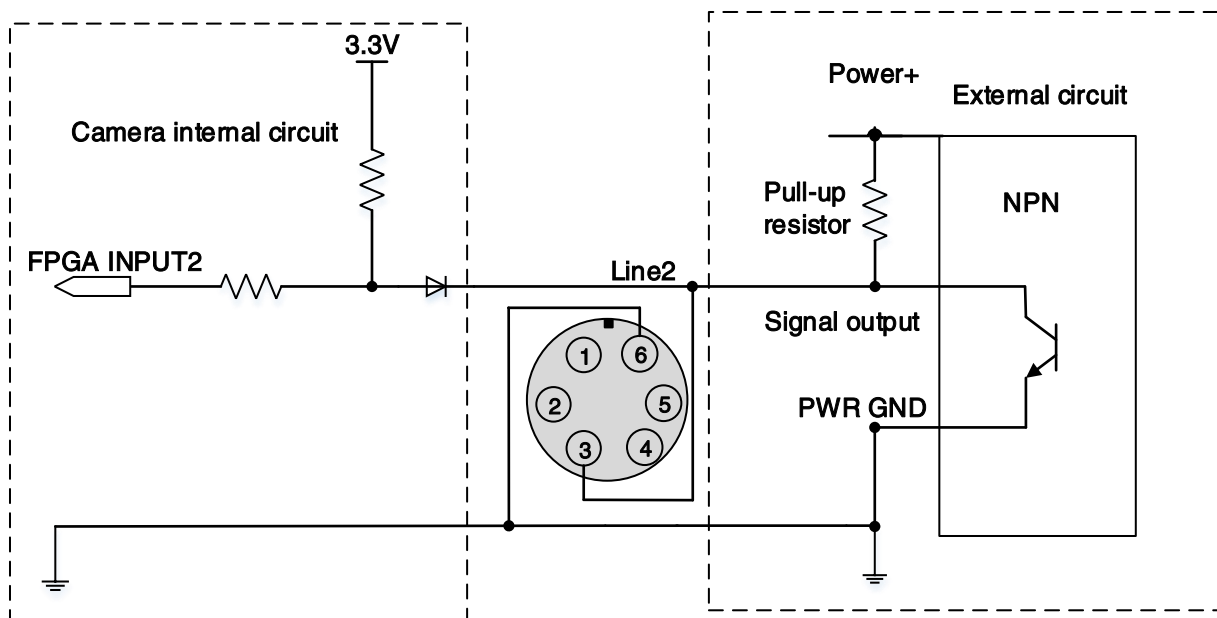 3.3V
Power+
External circuit
Camera internal circuit
Pull-up
resistor
NPN
FPGA INPUT2
Line2
Signal output
1
6
2
5
PWR GND
3
4